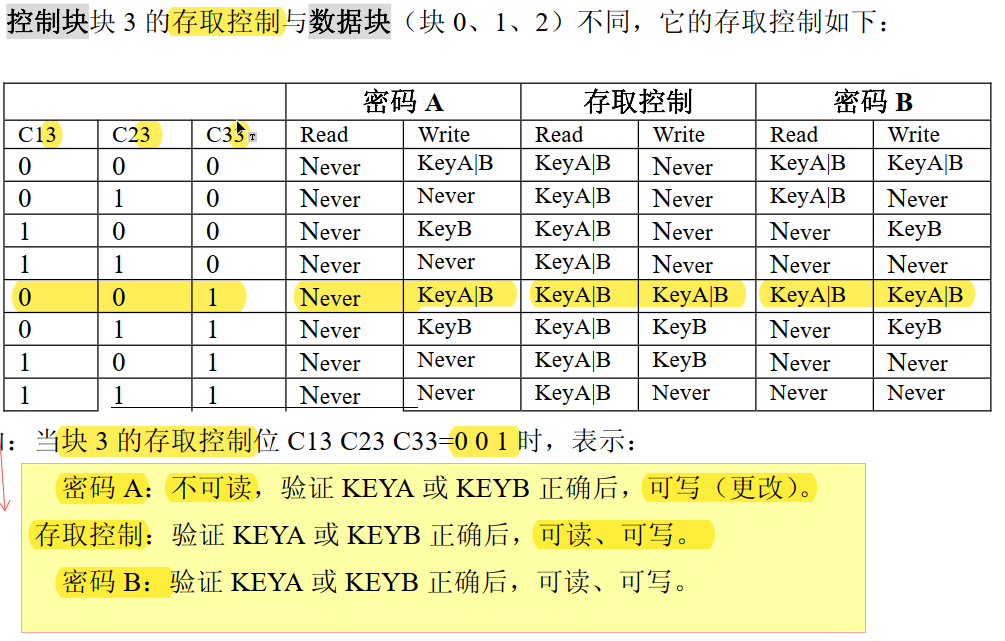 控制块块 3 的存取控制与数据块（块 0、1、2）不同，它的存取控制如下：
密码 A 存取控制 密码 B
C13 C23 C33 Read Write Read Write Read Write
0 0 0 Never KeyA|B KeyA|B Never KeyA|B KeyA|B
0 1 0 Never Never KeyA|B Never KeyA|B Never
1 0 0 Never KeyB KeyA|B Never Never KeyB
1 1 0 Never Never KeyA|B Never Never Never
0 0 1 Never KeyA|B KeyA|B KeyA|B KeyA|B KeyA|B
0 1 1 Never KeyB KeyA|B KeyB Never KeyB
1 0 1 Never Never KeyA|B KeyB Never Never
1 1 1 Never Never KeyA|B Never Never Never
：当块 3 的存取控制位 C13 C23 C33=0 0 1 时，表示：
密码 A：不可读，验证 KEYA 或 KEYB 正确后，可写（更改）。
存取控制：验证 KEYA 或 KEYB 正确后，可读、可写。
密码 B：验证 KEYA 或 KEYB 正确后，可读、可写。